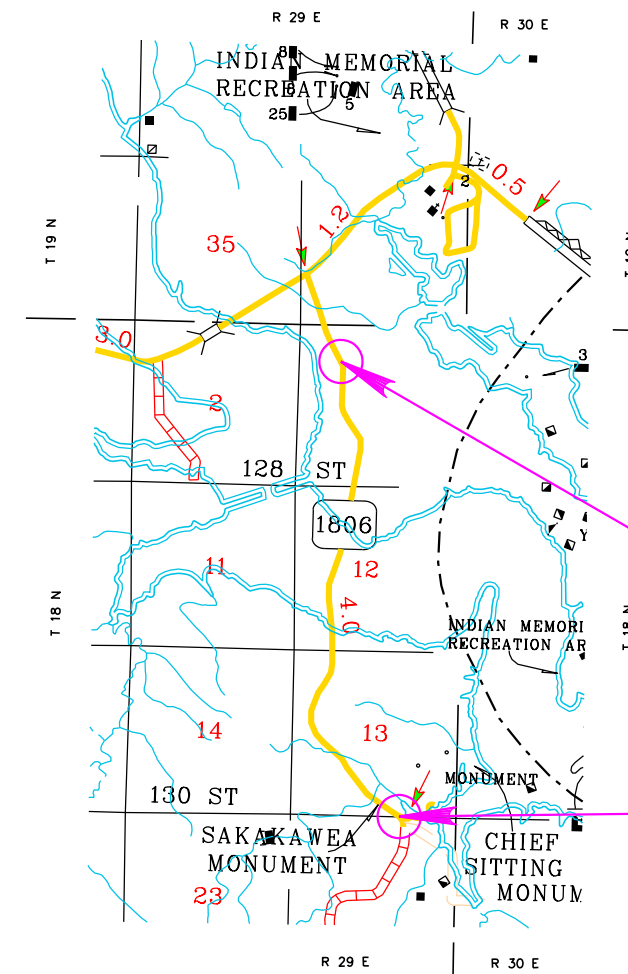 R 29 E
R 30 E
8
INDIAN MEMORIAL
RECREATION AREA
8
5
25
2
0.5
1.2
T 19 N
35
3.0
3
2
128 ST
1806
Y
11
12
4.0
T 18 N
T 18 N
INDIAN MEMORI
RECREATION AR
14
13
MONUMENT
130 ST
SAKAKAWEA
MONUMENT
CHIEF
SITTING
MONUM
23
R 29 E
R 30 E